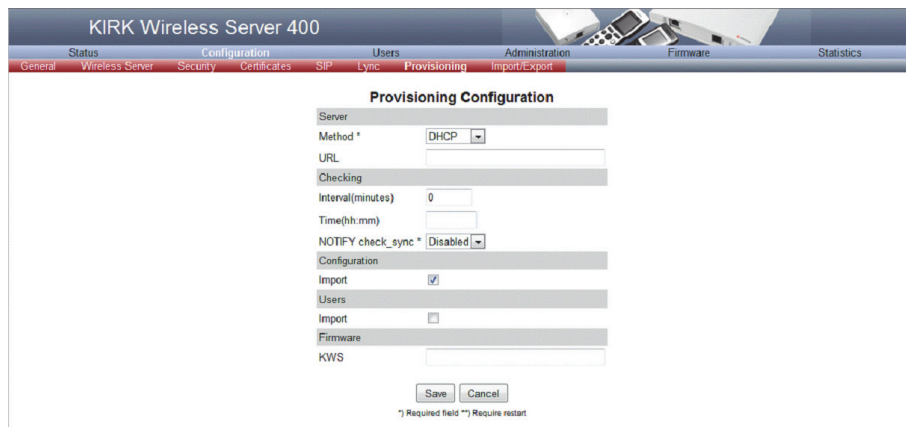 KIRK Wireless Server 400
Status Configuration Users Administration Firmware Statistics
General Wireless Server Security Certificates SIP Lync Provisioning Import/Export
Provisioning Configuration
Server
Method * DHCP
URL
Checking
Interval(minutes) 0
Time(hh:mm)
NOTIFY check_sync * Disabled
Configuration
Import
Users
Import
Firmware
KWS
Save Cancel
*) Required field **) Require restart